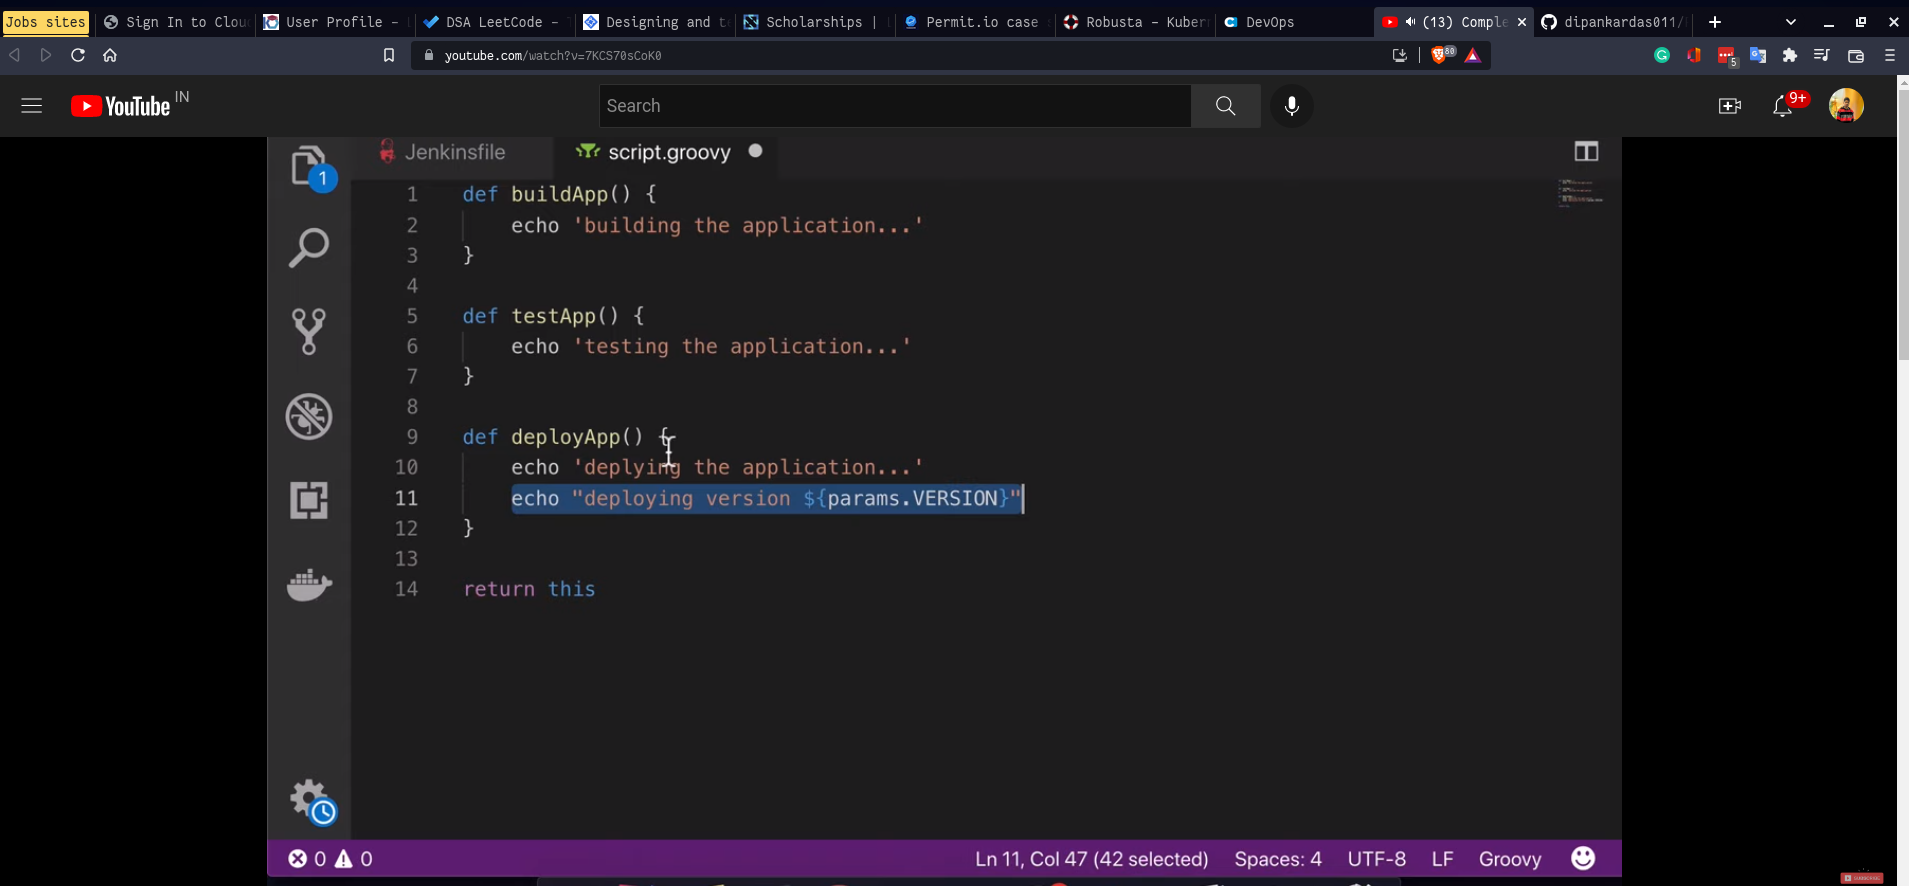 Jobs sites
Sign In to Clou
User Profile –
DSA LeetCode –
Designing and t
Scholarships |
Permit.io case
Robusta – Kuber
DevOps
(13) Comple
dipankardas011/
youtube.com/watch?v=7KCS70sCoK0
80
5
YouTube IN
Search
9+
Jenkinsfile
script.groovy
1
1 def buildApp() {
2 echo 'building the application...'
3 }
4
5 def testApp() {
6 echo 'testing the application...'
7 }
8
9 def deployApp() {
10 echo 'deplying the application...'
11 echo "deploying version ${params.VERSION}"
12 }
13
14 return this
0 0
Ln 11, Col 47 (42 selected)
Spaces: 4
UTF-8
LF
Groovy
SUBSCRIBE